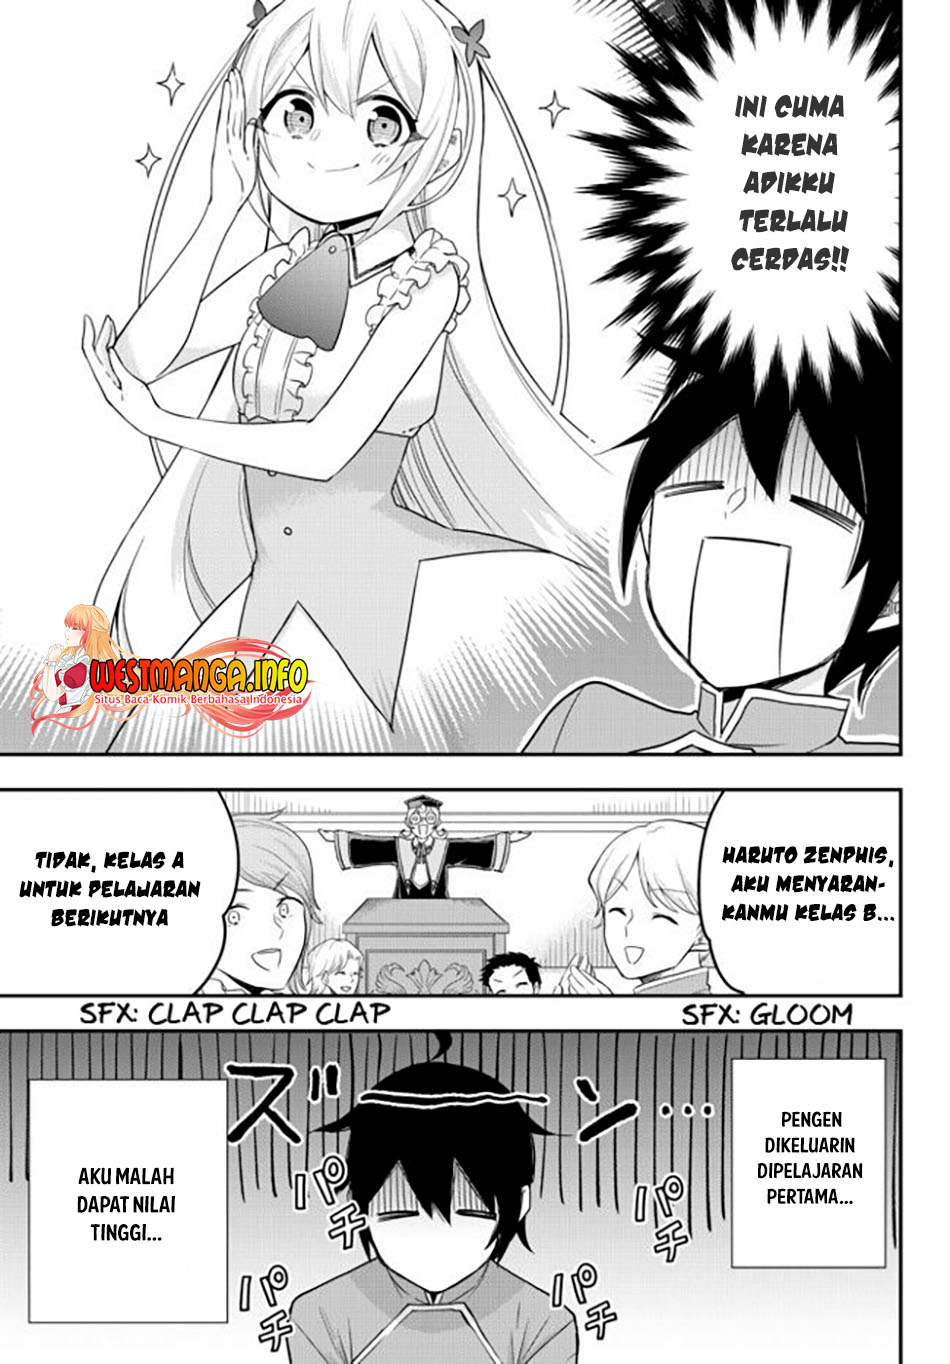 INI CUMA
KARENA
ADIKKU
TERLALU
CERDAS!!
WESTMANGA.INFO
Situs Baca Komik Berbahasa Indonesia
HARUTO ZENPHIS,
AKU MENYARAN-
KANMU KELAS B...
TIDAK, KELAS A
UNTUK PELAJARAN
BERIKUTNYA
SFX: GLOOM
SFX: CLAP CLAP CLAP
PENGEN
DIKELUARIN
DIPELAJARAN
PERTAMA...
ズーン...
パチ
パチ
パチ
パチ
AKU MALAH
DAPAT NILAI
TINGGI...